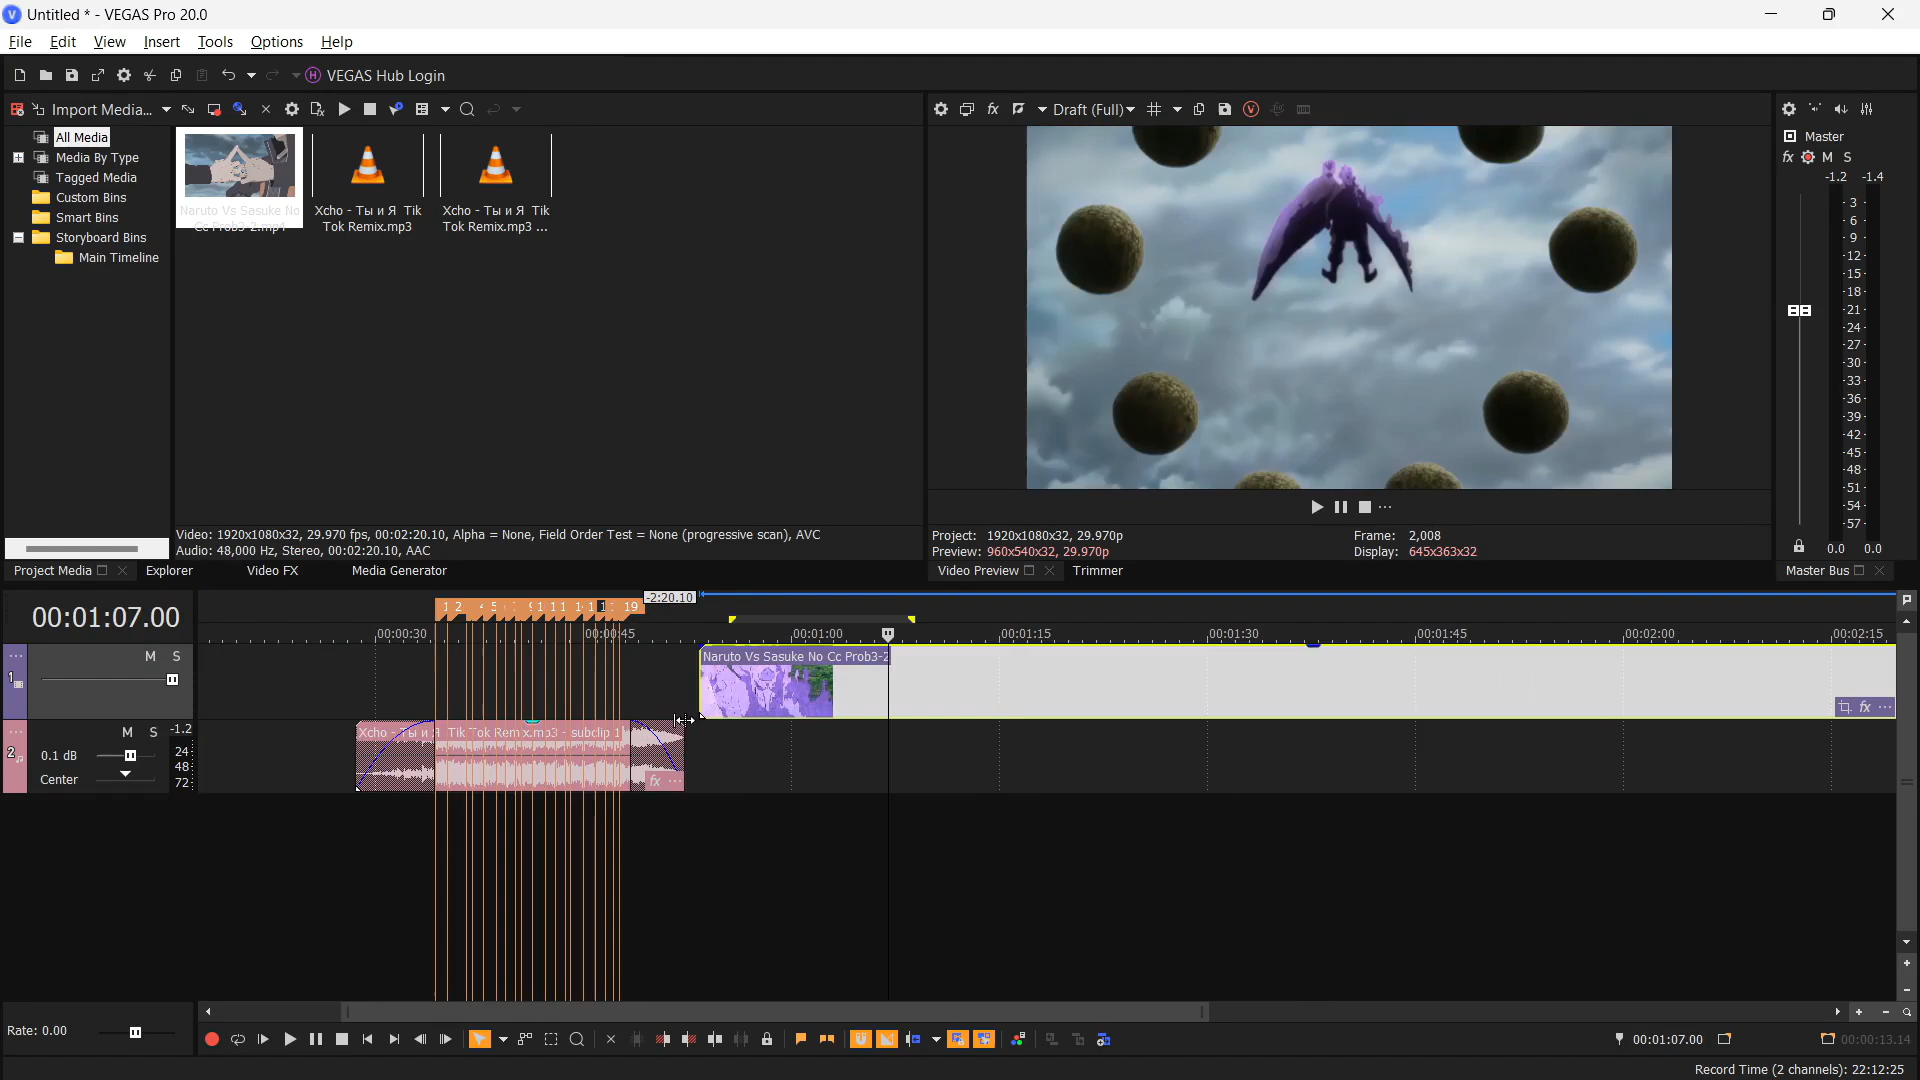 Untitled * - VEGAS Pro 20.0
File Edit View Insert Tools Options Help
VEGAS Hub Login
Import Media...
All Media
Media By Type
Tagged Media
Custom Bins
Smart Bins
Storyboard Bins
Main Timeline
Naruto Vs Sasuke No
Cc Prob3-2.mp4
Xcho - Ты и Я Tik
Tok Remix.mp3
Xcho - Ты и Я Tik
Tok Remix.mp3 ...
Video: 1920x1080x32, 29.970 fps, 00:02:20.10, Alpha = None, Field Order Test = None (progressive scan), AVC
Audio: 48,000 Hz, Stereo, 00:02:20.10, AAC
Project Media Explorer Video FX Media Generator
fx Draft (Full)
Project: 1920x1080x32, 29.970p Frame: 2,008
Preview: 960x540x32, 29.970p Display: 645x363x32
Video Preview Trimmer
Master
fx M S
-1.2 -1.4
3
6
9
12
15
18
21
24
27
30
33
36
39
42
45
48
51
54
57
0.0 0.0
Master Bus
00:01:07.00
-2:20.10
00:00:30 00:00:45 00:01:00 00:01:15 00:01:30 00:01:45 00:02:00 00:02:15
1 M S
Naruto Vs Sasuke No Cc Prob3-2
fx ...
2 M S -1.2
0.1 dB 24
48
Center 72
Xcho - Ты и Я Tik Tok Remix.mp3 - subclip 1
fx ...
Rate: 0.00
00:01:07.00
00:00:13.14
Record Time (2 channels): 22:12:25